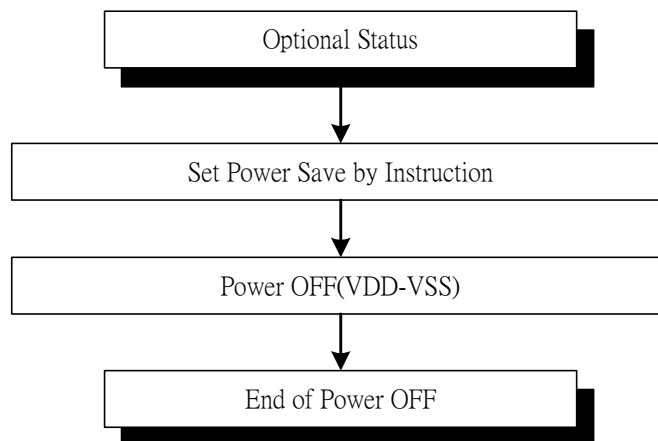 Optional Status
Set Power Save by Instruction
Power OFF(VDD-VSS)
End of Power OFF